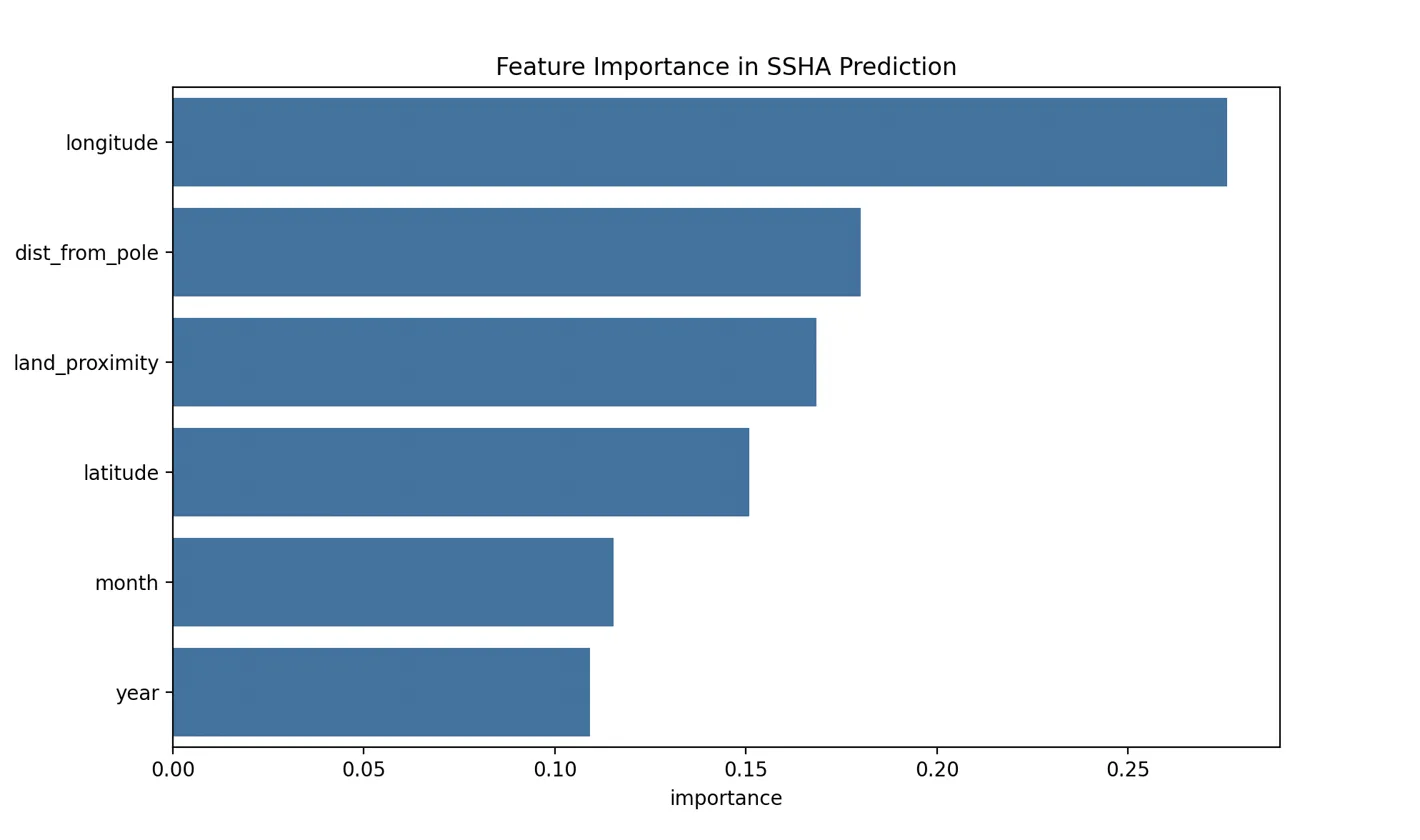 Feature Importance in SSHA Prediction
longitude
dist_from_pole
land_proximity
latitude
month
year
0.00 0.05 0.10 0.15 0.20 0.25
importance